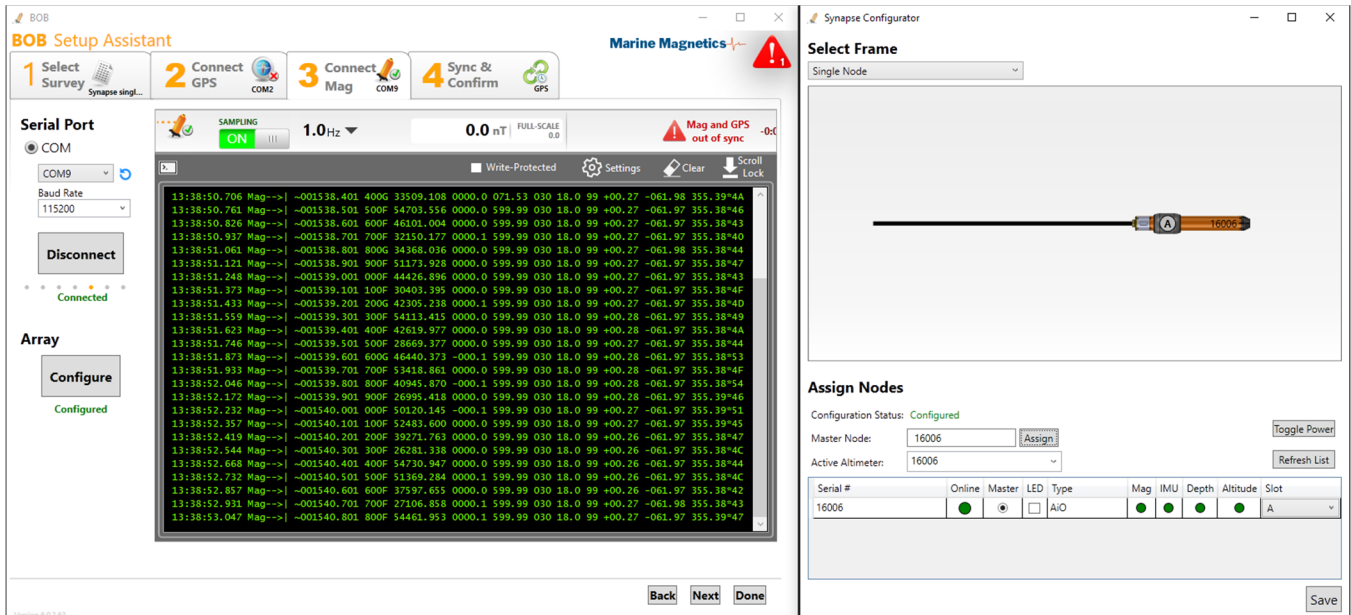 BOB
BOB Setup Assistant
Marine Magnetics
1
1 Select Survey
Synapse singl...
2 Connect GPS
COM2
3 Connect Mag
COM9
4 Sync & Confirm
GPS
Serial Port
COM
COM9
Baud Rate
115200
Disconnect
Connected
Array
Configure
Configured
SAMPLING
ON
1.0Hz
0.0 nT
FULL-SCALE
0.0
Mag and GPS
out of sync
-0:(
Write-Protected
Settings
Clear
Scroll
Lock
13:38:50.706 Mag-->| ~001538.401 400G 33509.108 0000.0 071.53 030 18.0 99 +00.27 -061.98 355.39*4A
13:38:50.761 Mag-->| ~001538.501 500F 54703.556 0000.0 599.99 030 18.0 99 +00.27 -061.97 355.38*46
13:38:50.826 Mag-->| ~001538.601 600F 46101.004 0000.0 599.99 030 18.0 99 +00.27 -061.97 355.38*43
13:38:50.937 Mag-->| ~001538.701 700F 32150.177 0000.1 599.99 030 18.0 99 +00.27 -061.97 355.38*40
13:38:51.061 Mag-->| ~001538.801 800G 34368.036 0000.0 599.99 030 18.0 99 +00.27 -061.98 355.38*44
13:38:51.121 Mag-->| ~001538.901 900F 51173.928 0000.0 599.99 030 18.0 99 +00.27 -061.98 355.38*47
13:38:51.248 Mag-->| ~001539.001 000F 44426.896 0000.0 599.99 030 18.0 99 +00.27 -061.97 355.38*43
13:38:51.373 Mag-->| ~001539.101 100F 30403.395 0000.0 599.99 030 18.0 99 +00.27 -061.97 355.38*4F
13:38:51.433 Mag-->| ~001539.201 200G 42305.238 0000.1 599.99 030 18.0 99 +00.27 -061.97 355.38*4D
13:38:51.559 Mag-->| ~001539.301 300F 54113.415 0000.0 599.99 030 18.0 99 +00.28 -061.97 355.38*49
13:38:51.623 Mag-->| ~001539.401 400F 42619.977 0000.0 599.99 030 18.0 99 +00.28 -061.97 355.38*4A
13:38:51.746 Mag-->| ~001539.501 500F 28669.377 0000.0 599.99 030 18.0 99 +00.27 -061.97 355.38*44
13:38:51.873 Mag-->| ~001539.601 600G 46440.373 -000.1 599.99 030 18.0 99 +00.28 -061.97 355.38*53
13:38:51.933 Mag-->| ~001539.701 700F 53418.861 0000.0 599.99 030 18.0 99 +00.28 -061.97 355.38*4F
13:38:52.046 Mag-->| ~001539.801 800F 40945.870 -000.1 599.99 030 18.0 99 +00.28 -061.97 355.38*54
13:38:52.172 Mag-->| ~001539.901 900F 26995.418 0000.0 599.99 030 18.0 99 +00.28 -061.97 355.39*46
13:38:52.232 Mag-->| ~001540.001 000F 50120.145 -000.1 599.99 030 18.0 99 +00.27 -061.97 355.39*51
13:38:52.357 Mag-->| ~001540.101 100F 52483.600 0000.0 599.99 030 18.0 99 +00.27 -061.97 355.39*45
13:38:52.419 Mag-->| ~001540.201 200F 39271.763 0000.0 599.99 030 18.0 99 +00.26 -061.97 355.38*47
13:38:52.544 Mag-->| ~001540.301 300F 26281.338 0000.0 599.99 030 18.0 99 +00.26 -061.97 355.38*4C
13:38:52.668 Mag-->| ~001540.401 400F 54730.947 0000.0 599.99 030 18.0 99 +00.26 -061.97 355.38*44
13:38:52.732 Mag-->| ~001540.501 500F 51369.284 0000.1 599.99 030 18.0 99 +00.26 -061.97 355.38*4C
13:38:52.857 Mag-->| ~001540.601 600F 37597.655 0000.0 599.99 030 18.0 99 +00.26 -061.97 355.38*42
13:38:52.931 Mag-->| ~001540.701 700F 27106.858 0000.1 599.99 030 18.0 99 +00.27 -061.98 355.38*43
13:38:53.047 Mag-->| ~001540.801 800F 54461.953 0000.1 599.99 030 18.0 99 +00.27 -061.97 355.39*47
Back
Next
Done
Synapse Configurator
Select Frame
Single Node
A
16006
Assign Nodes
Configuration Status: Configured
Master Node: 16006 Assign
Toggle Power
Active Altimeter: 16006
Refresh List
Serial # Online Master LED Type Mag IMU Depth Altitude Slot
16006 AiO A
Save